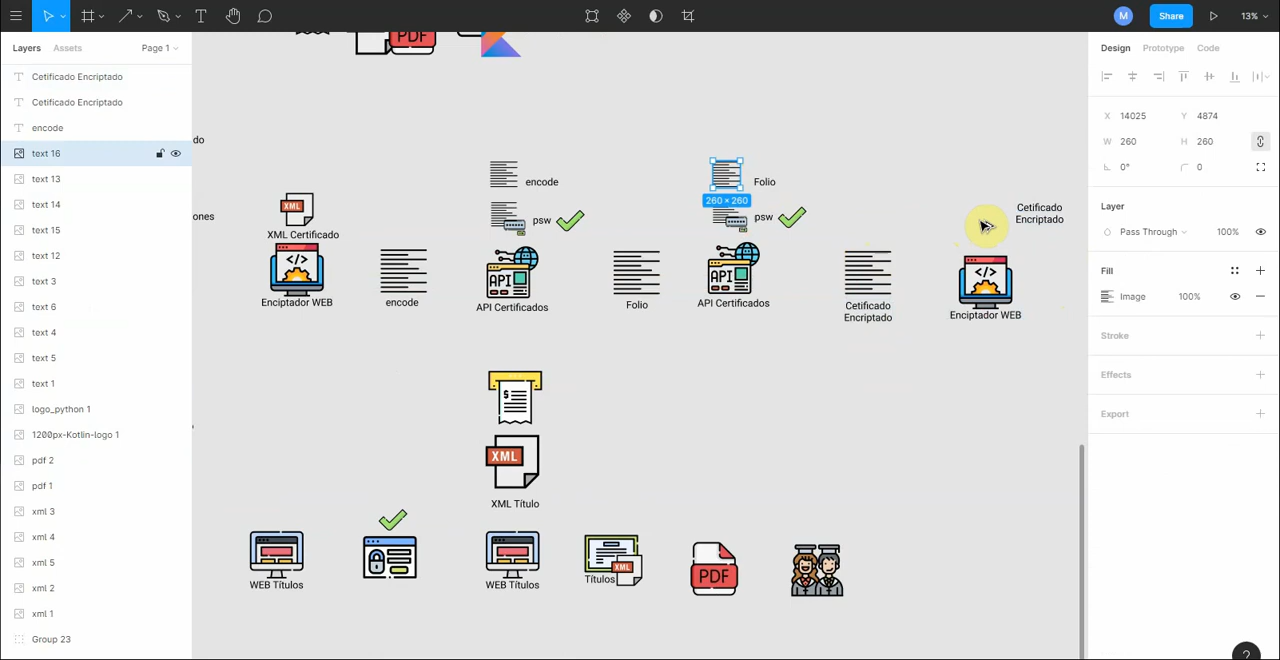 M
Share
13%
Layers
Assets
Page 1
Cetificado Encriptado
Cetificado Encriptado
encode
text 16
text 13
text 14
text 15
text 12
text 3
text 6
text 4
text 5
text 1
logo_python 1
1200px-Kotlin-logo 1
pdf 2
pdf 1
xml 3
xml 4
xml 5
xml 2
xml 1
Group 23
PDF
do
ones
XML
XML Certificado
</>
Enciptador WEB
encode
encode
psw
API
API Certificados
Folio
Folio
260 × 260
psw
API
API Certificados
Cetificado
Encriptado
Cetificado
Encriptado
</>
Enciptador WEB
$
XML
XML Título
WEB Títulos
WEB Títulos
XML
Títulos
PDF
Design
Prototype
Code
X 14025
Y 4874
W 260
H 260
0°
0
Layer
Pass Through
100%
Fill
Image
100%
Stroke
Effects
Export
?